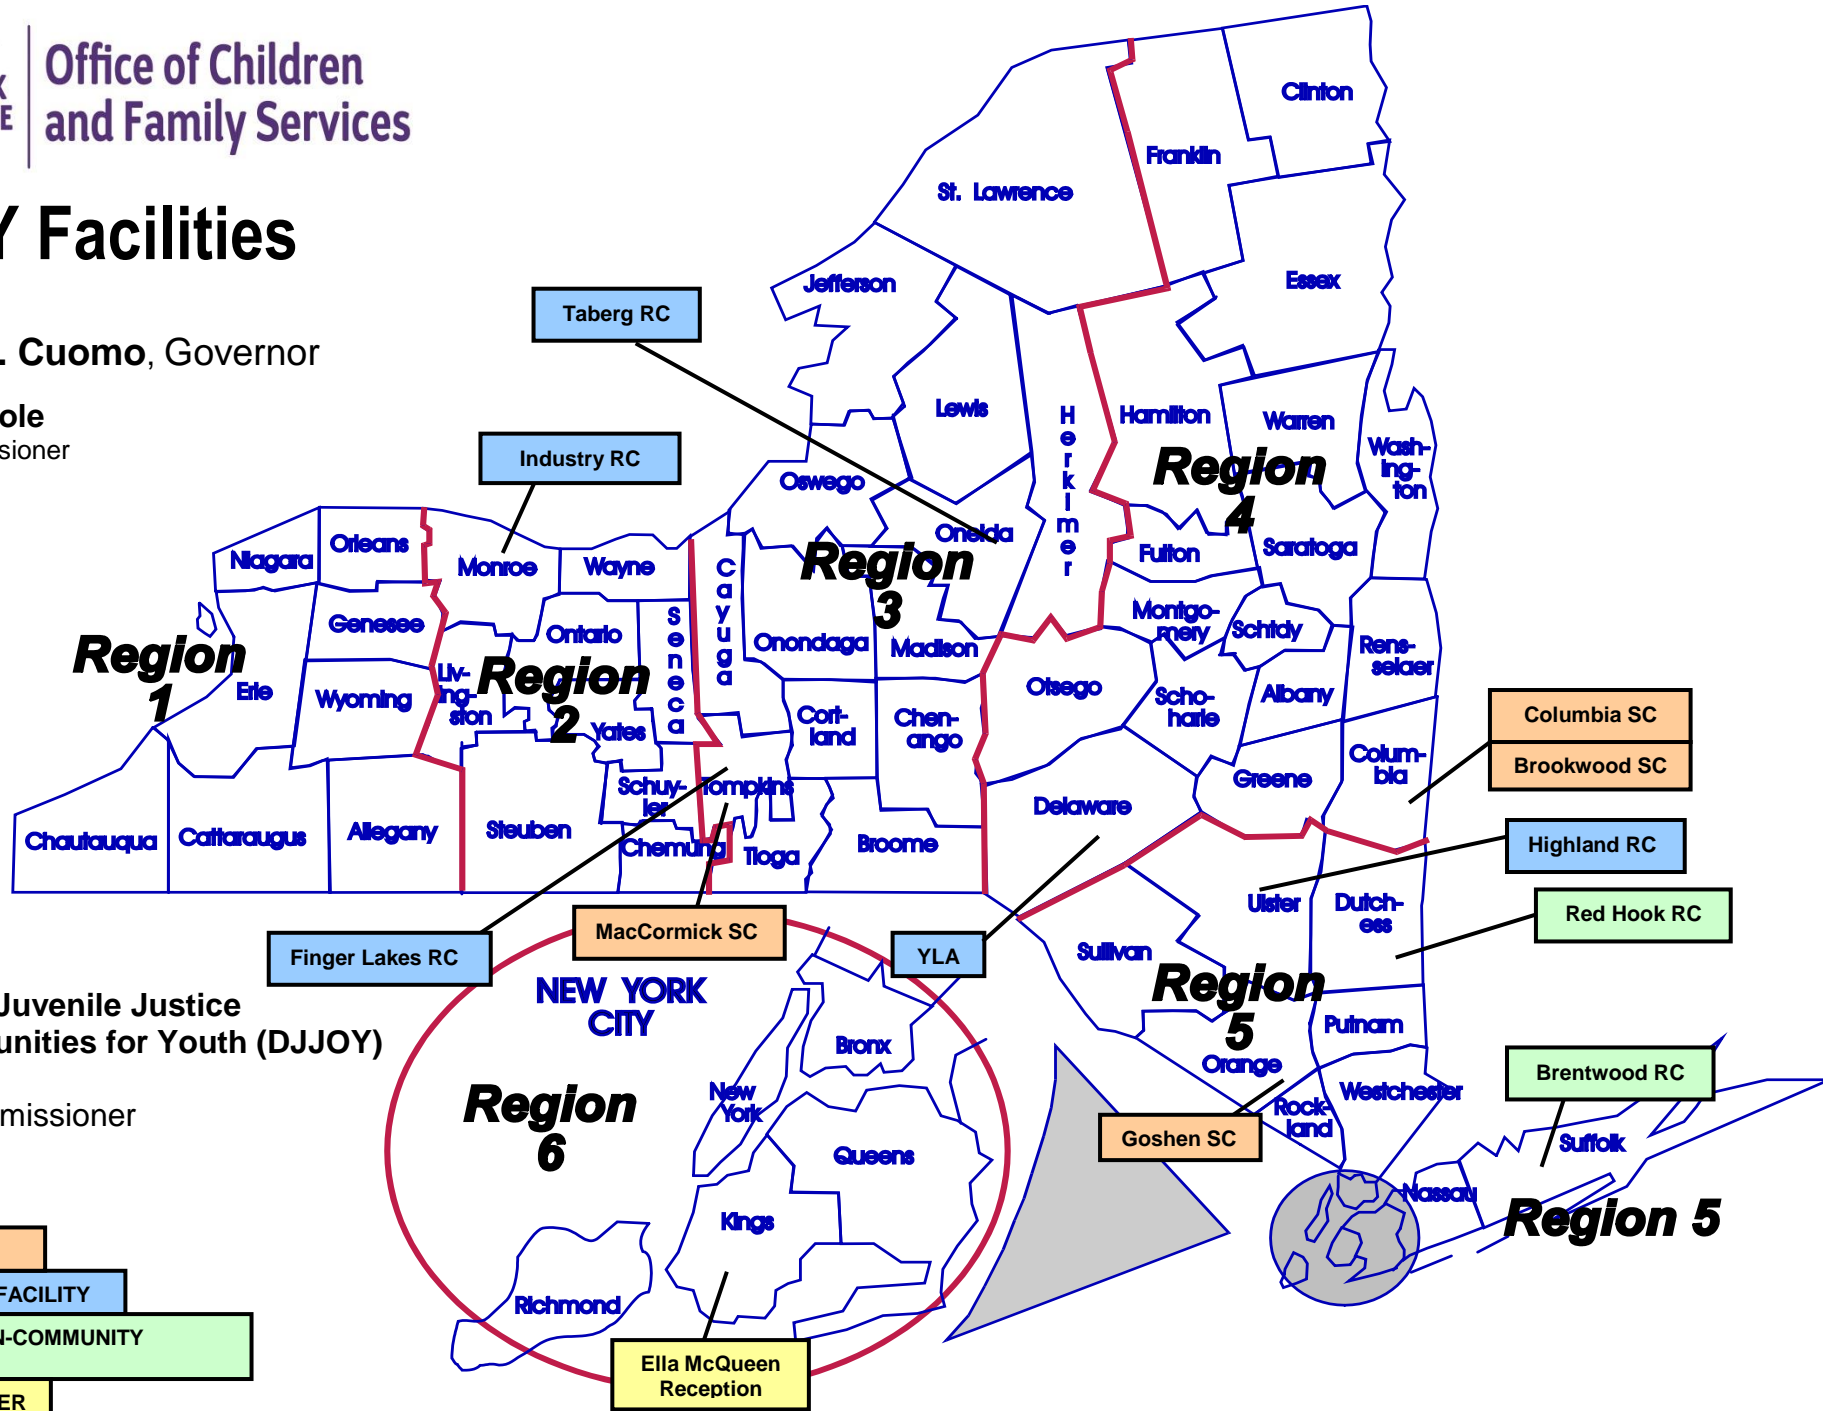 Office of Children
and Family Services
Y Facilities
. Cuomo, Governor
Clinton
Franklin
St. Lawrence
Essex
Jefferson
Taberg RC
Lewis
Herkimer
Hamilton
Warren
Wash-
ing-
ton
Region
4
Industry RC
Oswego
Oneida
Region
3
Fulton
Saratoga
Niagara
Orleans
Monroe
Wayne
Cayuga
Seneca
Genesee
Ontario
Onondaga
Madison
Montgo-
mery
Schtdy
Rens-
selaer
Region
1
Erie
Wyoming
Liv-
ing-
ston
Region
2
Yates
Cort-
land
Chen-
ango
Otsego
Scho-
harie
Albany
Columbia SC
Brookwood SC
Colum-
bia
Greene
Schuy-
ler
Tompkins
Delaware
Chautauqua
Cattaraugus
Allegany
Steuben
Chemung
Tioga
Broome
Highland RC
Ulster
Dutch-
ess
Red Hook RC
MacCormick SC
Finger Lakes RC
YLA
Sullivan
Region
5
NEW YORK
CITY
Juvenile Justice
unities for Youth (DJJOY)
missioner
Bronx
Putnam
Orange
Westchester
Brentwood RC
Region
6
New
York
Rock-
land
Goshen SC
Suffolk
Queens
Nassau
Region 5
Kings
Richmond
FACILITY
N-COMMUNITY
ER
Ella McQueen
Reception